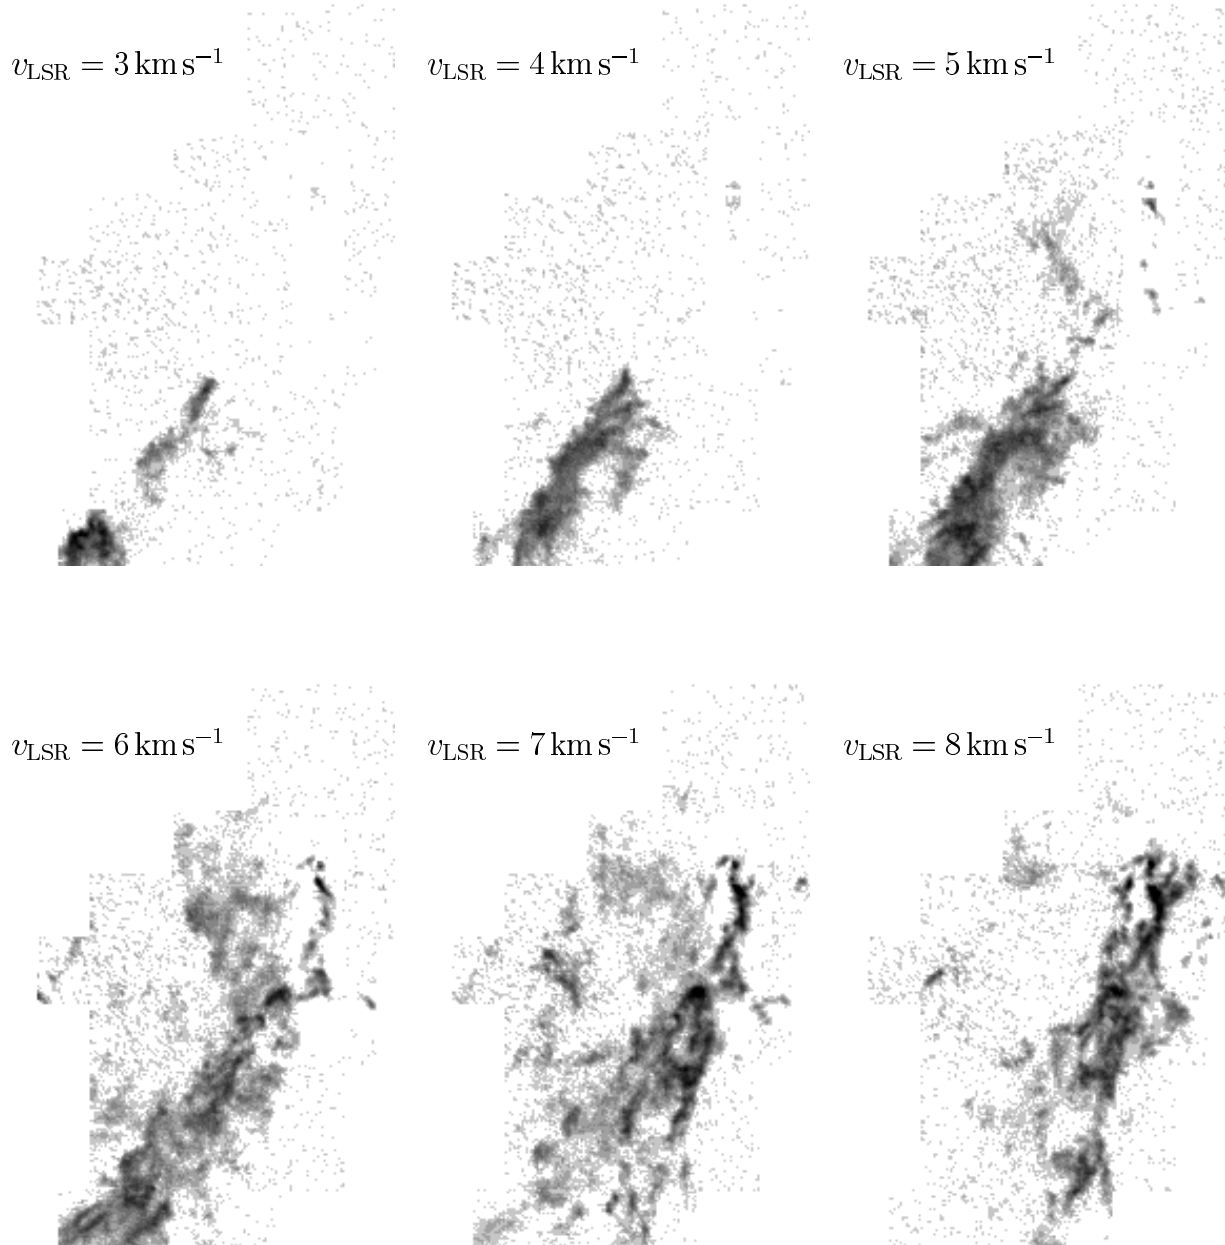 v_LSR = 3 km s⁻¹
v_LSR = 4 km s⁻¹
v_LSR = 5 km s⁻¹
v_LSR = 6 km s⁻¹
v_LSR = 7 km s⁻¹
v_LSR = 8 km s⁻¹